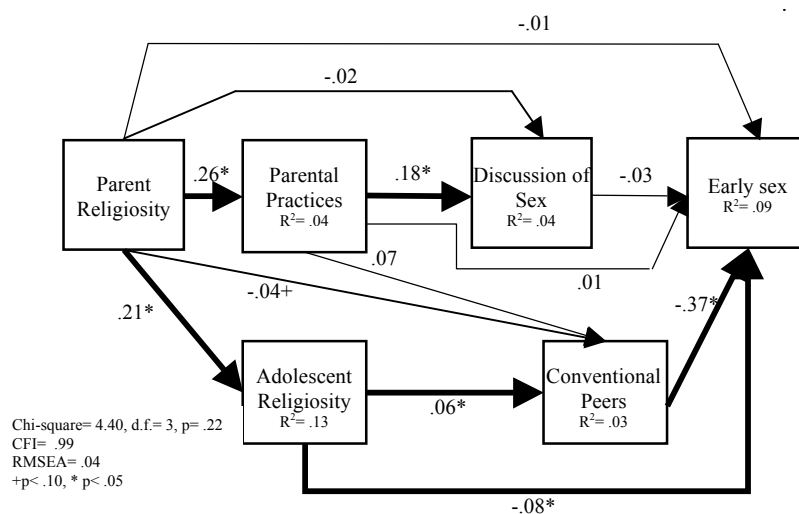 -.01
-.02
Parent
Religiosity
.26*
Parental
Practices
R²= .04
.18*
Discussion of
Sex
R²= .04
-.03
Early sex
R²= .09
.07
.01
-.04+
.21*
-.37*
Adolescent
Religiosity
R²= .13
.06*
Conventional
Peers
R²= .03
Chi-square= 4.40, d.f.= 3, p= .22
CFI= .99
RMSEA= .04
+p< .10, * p< .05
-.08*